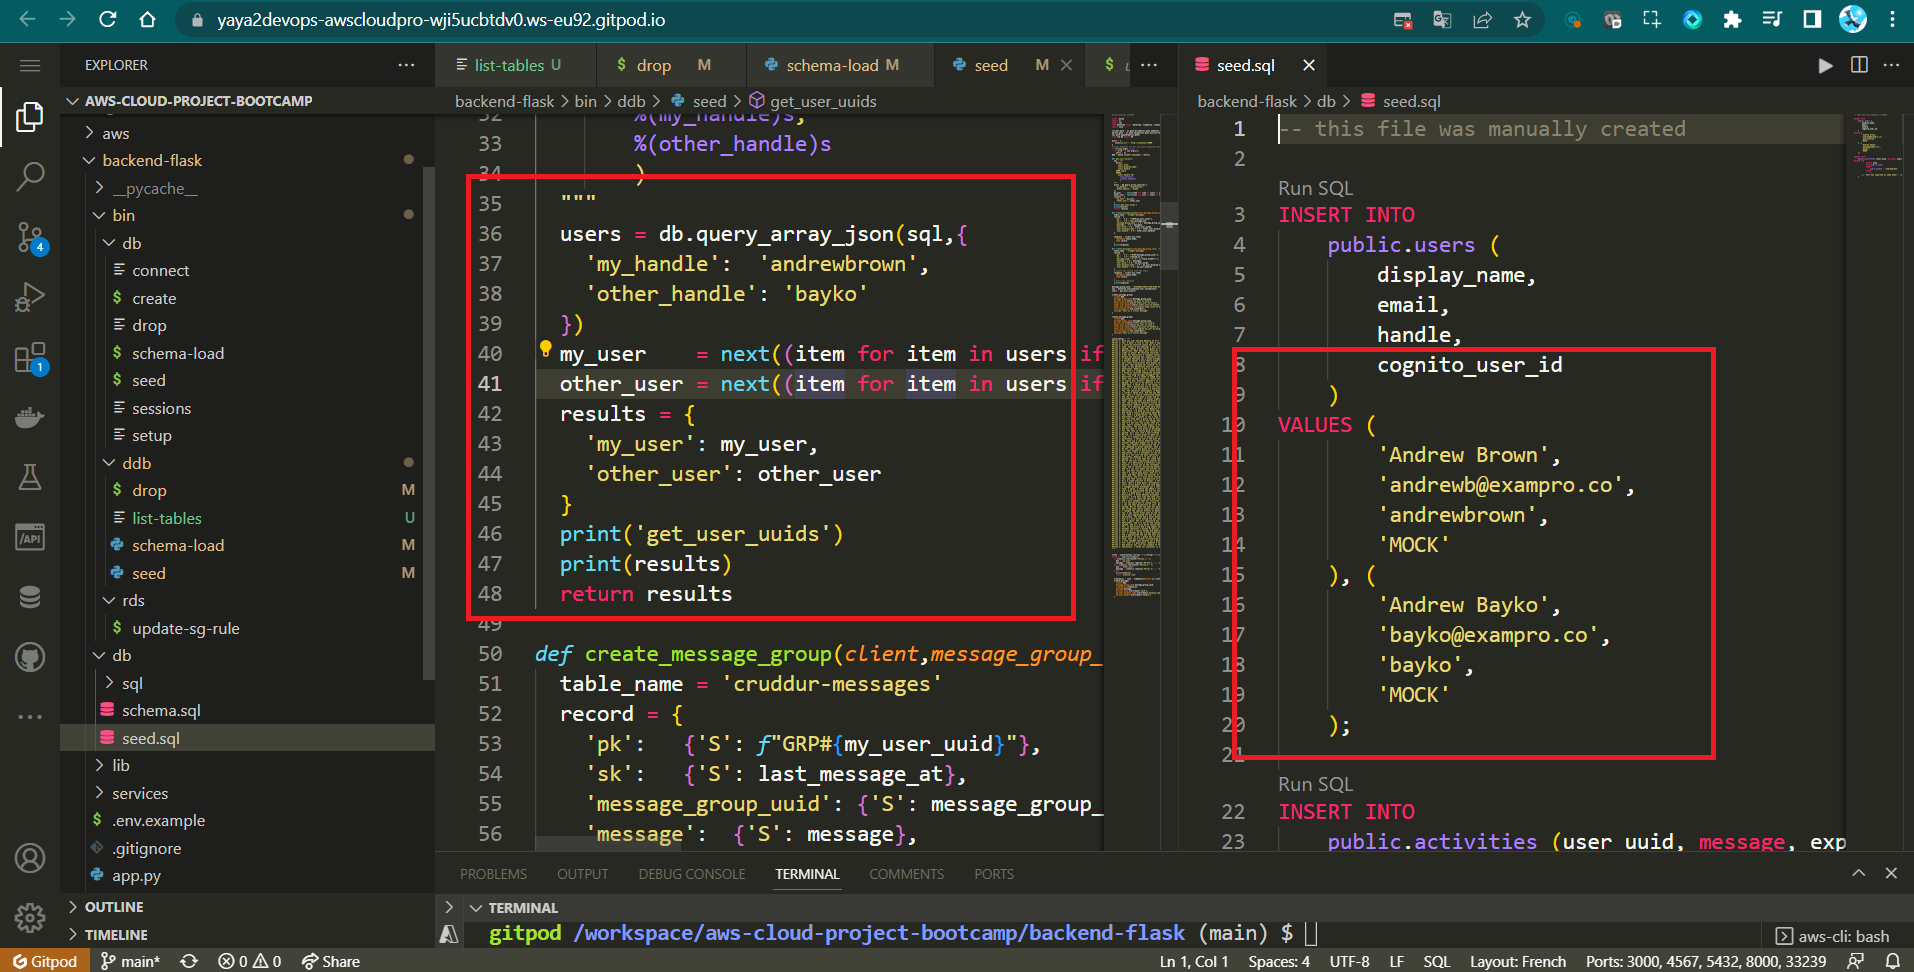 yaya2devops-awscloudpro-wji5ucbtdv0.ws-eu92.gitpod.io
EXPLORER
AWS-CLOUD-PROJECT-BOOTCAMP
aws
backend-flask
__pycache__
bin
db
connect
create
drop
schema-load
seed
sessions
setup
ddb
drop M
list-tables U
schema-load M
seed M
rds
update-sg-rule
db
sql
schema.sql
seed.sql
lib
services
.env.example
.gitignore
app.py
OUTLINE
TIMELINE
4
1
/API
list-tables U
drop M
schema-load M
seed M
backend-flask > bin > ddb > seed > get_user_uuids
32 %(my_handle)s,
33 %(other_handle)s
34 )
35 """
36 users = db.query_array_json(sql,{
37 'my_handle': 'andrewbrown',
38 'other_handle': 'bayko'
39 })
40 my_user = next((item for item in users if
41 other_user = next((item for item in users if
42 results = {
43 'my_user': my_user,
44 'other_user': other_user
45 }
46 print('get_user_uuids')
47 print(results)
48 return results
49
50 def create_message_group(client,message_group_
51 table_name = 'cruddur-messages'
52 record = {
53 'pk': {'S': f"GRP#{my_user_uuid}"},
54 'sk': {'S': last_message_at},
55 'message_group_uuid': {'S': message_group_
56 'message': {'S': message},
seed.sql
backend-flask > db > seed.sql
1 -- this file was manually created
2
Run SQL
3 INSERT INTO
4 public.users (
5 display_name,
6 email,
7 handle,
8 cognito_user_id
9 )
10 VALUES (
11 'Andrew Brown',
12 'andrewb@exampro.co',
13 'andrewbrown',
14 'MOCK'
15 ), (
16 'Andrew Bayko',
17 'bayko@exampro.co',
18 'bayko',
19 'MOCK'
20 );
21
Run SQL
22 INSERT INTO
23 public.activities (user_uuid, message, exp
PROBLEMS OUTPUT DEBUG CONSOLE TERMINAL COMMENTS PORTS
TERMINAL
gitpod /workspace/aws-cloud-project-bootcamp/backend-flask (main) $
aws-cli: bash
Gitpod main* 0 0 Share
Ln 1, Col 1 Spaces: 4 UTF-8 LF SQL Layout: French Ports: 3000, 4567, 5432, 8000, 33239